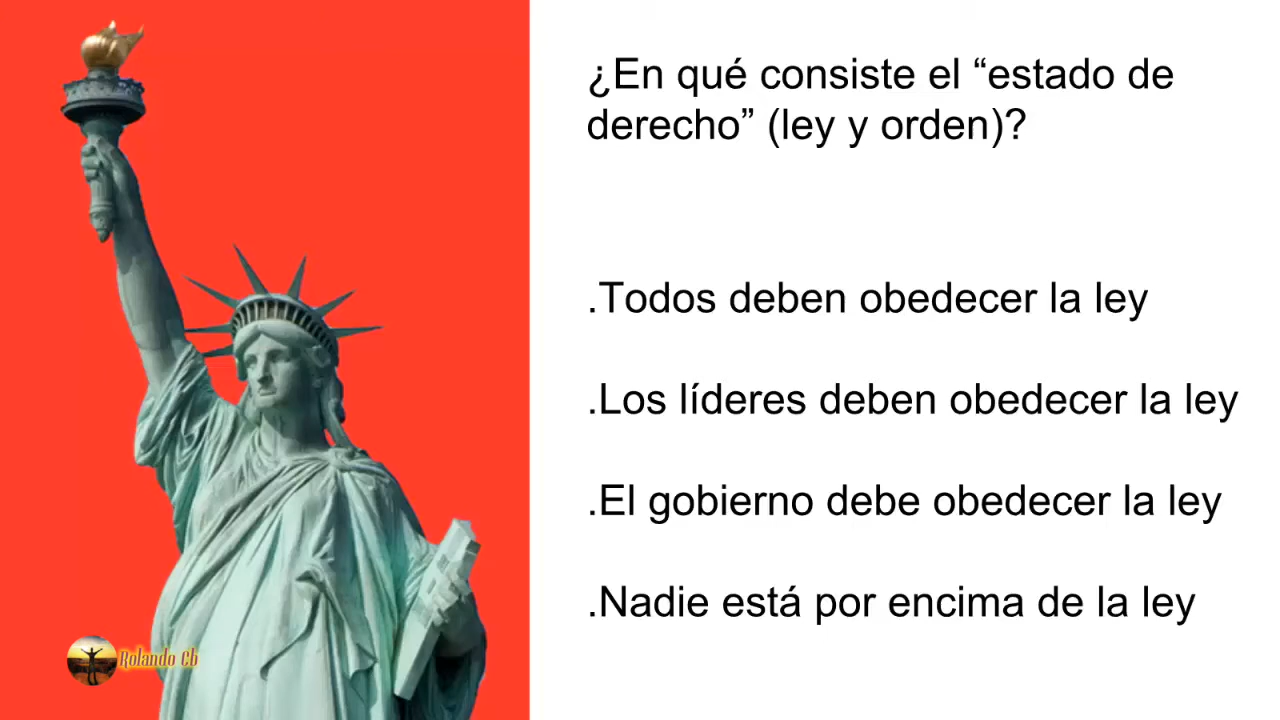 ¿En qué consiste el “estado de
derecho” (ley y orden)?
.Todos deben obedecer la ley
.Los líderes deben obedecer la ley
.El gobierno debe obedecer la ley
.Nadie está por encima de la ley
Rolando Cb